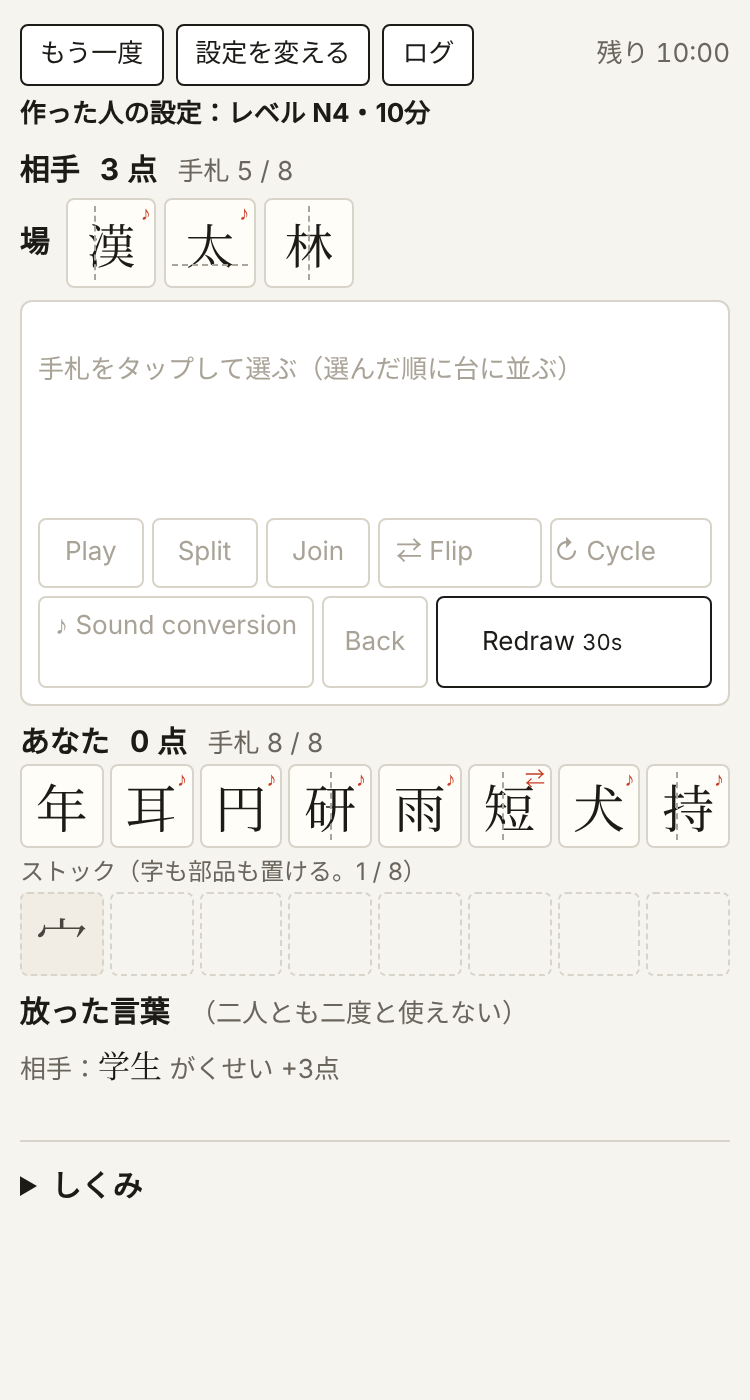 もう一度 設定を変える ログ 残り 10:00
作った人の設定：レベル N4・10分
相手 3 点 手札 5 / 8
場 漢 ♪ 太 ♪ 林
手札をタップして選ぶ（選んだ順に台に並ぶ）
Play Split Join ⇄ Flip ↻ Cycle
♪ Sound conversion Back Redraw 30s
あなた 0 点 手札 8 / 8
年 耳 ♪ 円 ♪ 研 ♪ 雨 ♪ 短 ⇄ 犬 ♪ 持 ♪
ストック（字も部品も置ける。1 / 8）
宀
放った言葉 （二人とも二度と使えない）
相手：学生 がくせい +3点
▶ しくみ